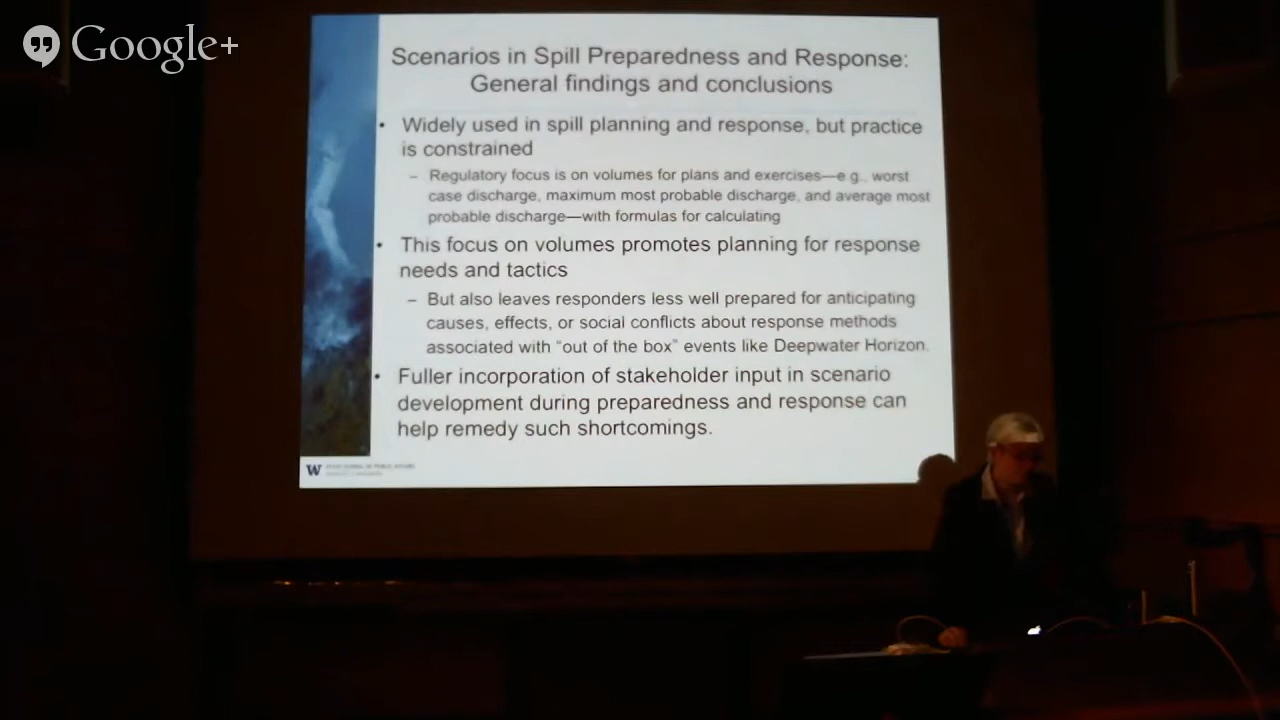 Google+
Scenarios in Spill Preparedness and Response:
General findings and conclusions
• Widely used in spill planning and response, but practice
is constrained
– Regulatory focus is on volumes for plans and exercises—e g., worst
case discharge, maximum most probable discharge, and average most
probable discharge—with formulas for calculating
• This focus on volumes promotes planning for response
needs and tactics
– But also leaves responders less well prepared for anticipating
causes, effects, or social conflicts about response methods
associated with “out of the box” events like Deepwater Horizon.
• Fuller incorporation of stakeholder input in scenario
development during preparedness and response can
help remedy such shortcomings.
W